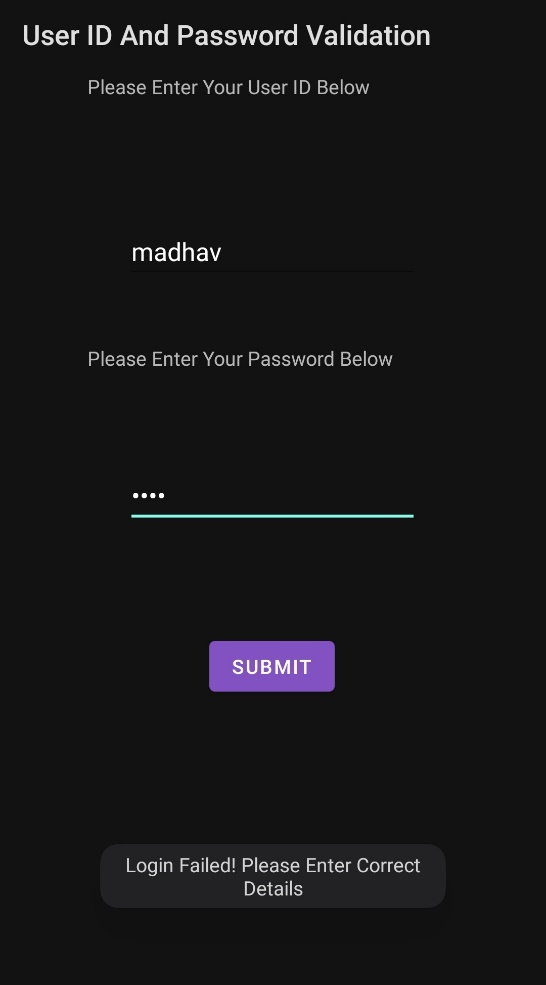 User ID And Password Validation
Please Enter Your User ID Below
madhav
Please Enter Your Password Below
••••
SUBMIT
Login Failed! Please Enter Correct
Details